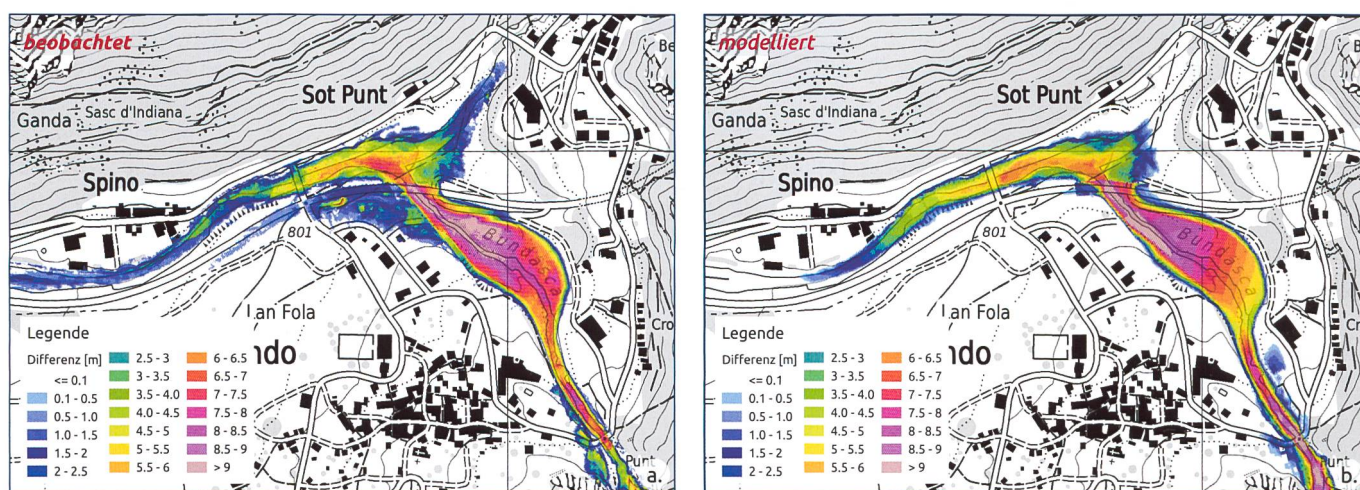 beobachtet
Sot Punt
Sasc d'Indiana
Ganda
Spino
801
Bundasca
Lan Fola
ndo
Cro
Punt
Legende
Differenz [m]
<= 0.1
0.1 - 0.5
0.5 - 1.0
1.0 - 1.5
1.5 - 2
2 - 2.5
2.5 - 3
3 - 3.5
3.5 - 4.0
4.0 - 4.5
4.5 - 5
5 - 5.5
5.5 - 6
6 - 6.5
6.5 - 7
7 - 7.5
7.5 - 8
8 - 8.5
8.5 - 9
> 9
a.
modelliert
Sot Punt
Sasc d'Indiana
Ganda
Spino
801
Bundasca
Lan Fola
ndo
Cro
Punt
Legende
Differenz [m]
<= 0.1
0.1 - 0.5
0.5 - 1.0
1.0 - 1.5
1.5 - 2
2 - 2.5
2.5 - 3
3 - 3.5
3.5 - 4.0
4.0 - 4.5
4.5 - 5
5 - 5.5
5.5 - 6
6 - 6.5
6.5 - 7
7 - 7.5
7.5 - 8
8 - 8.5
8.5 - 9
> 9
b.